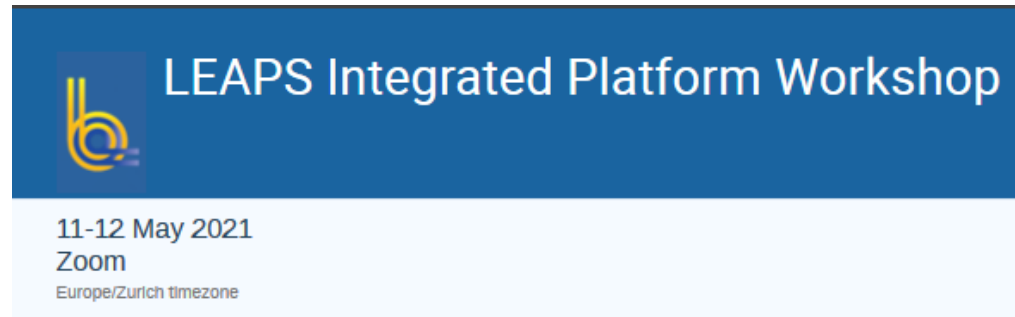 LEAPS Integrated Platform Workshop
11-12 May 2021
Zoom
Europe/Zurich timezone